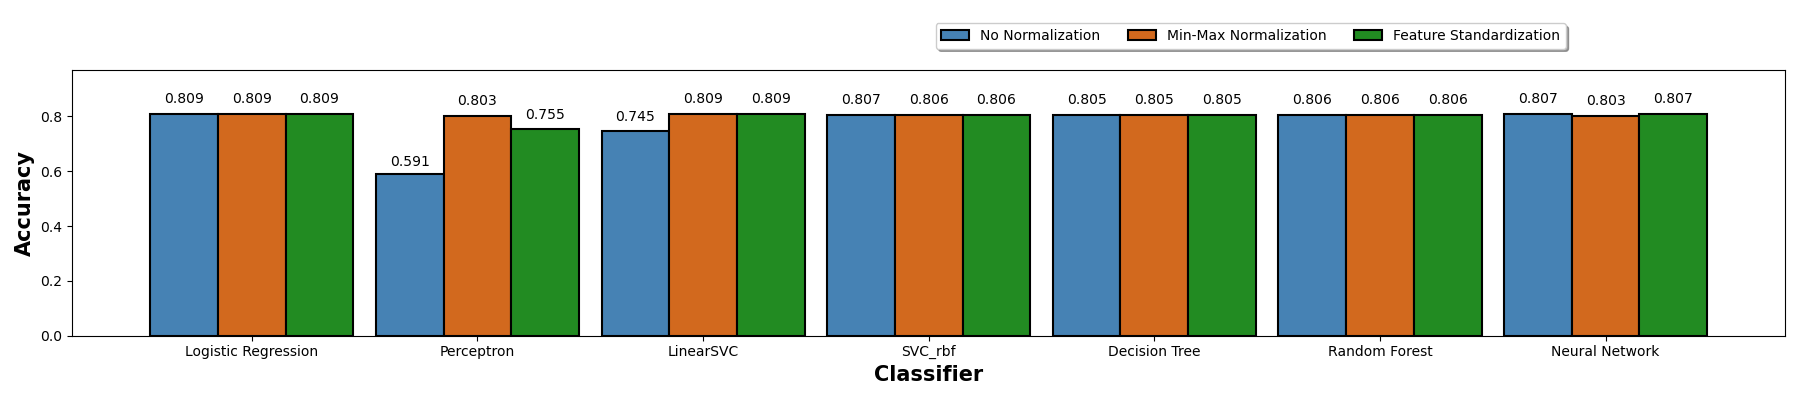 No Normalization Min-Max Normalization Feature Standardization
0.809 0.809 0.809 0.591 0.803 0.755 0.745 0.809 0.809 0.807 0.806 0.806 0.805 0.805 0.805 0.806 0.806 0.806 0.807 0.803 0.807
Accuracy
0.8
0.6
0.4
0.2
0.0
Logistic Regression Perceptron LinearSVC SVC_rbf Decision Tree Random Forest Neural Network
Classifier